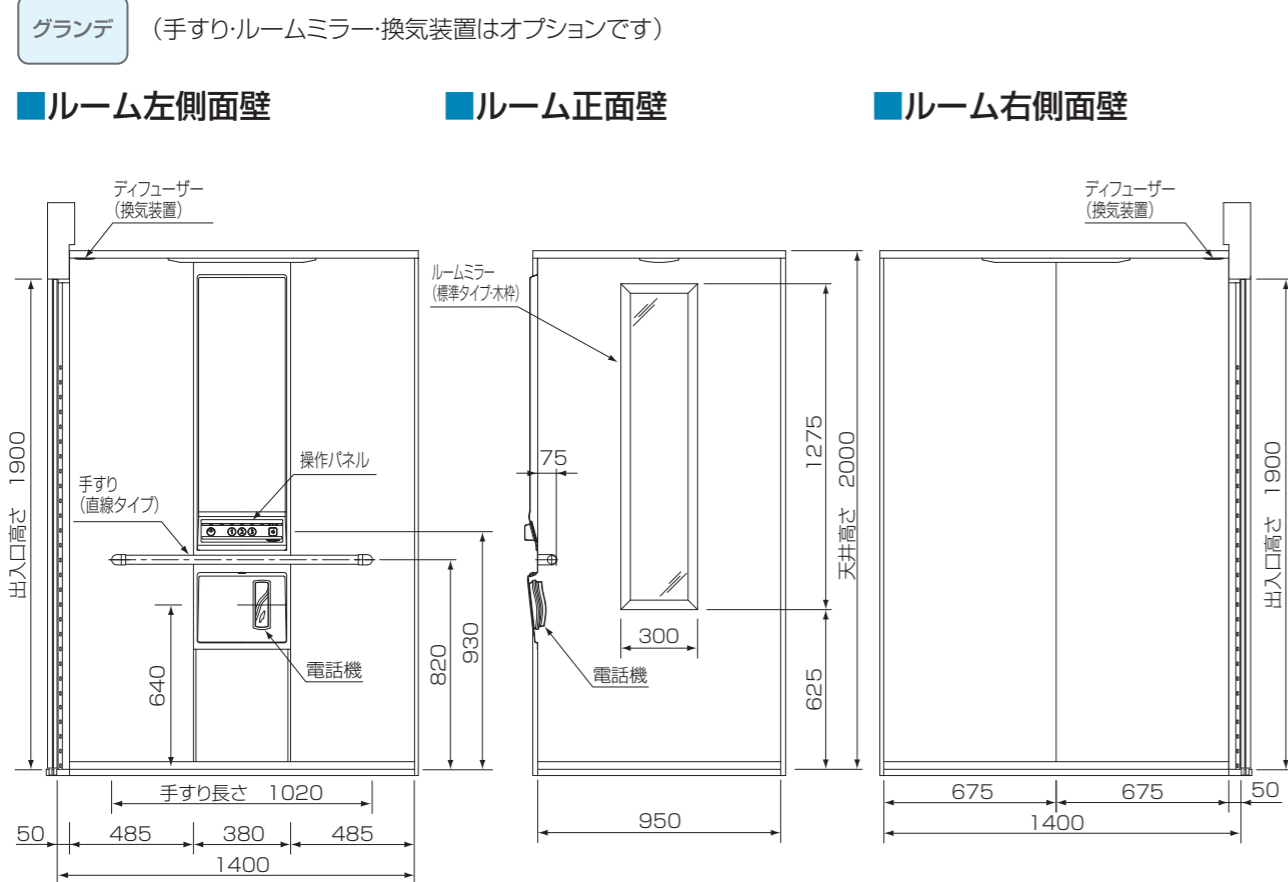 グランデ
（手すり・ルームミラー・換気装置はオプションです）
■ルーム左側面壁
■ルーム正面壁
■ルーム右側面壁
ディフューザー
（換気装置）
操作パネル
手すり
（直線タイプ）
電話機
出入口高さ 1900
640
820
930
手すり長さ 1020
50
485
380
485
1400
ルームミラー
（標準タイプ・木枠）
75
電話機
300
1275
625
天井高さ 2000
950
ディフューザー
（換気装置）
出入口高さ 1900
675
675
50
1400